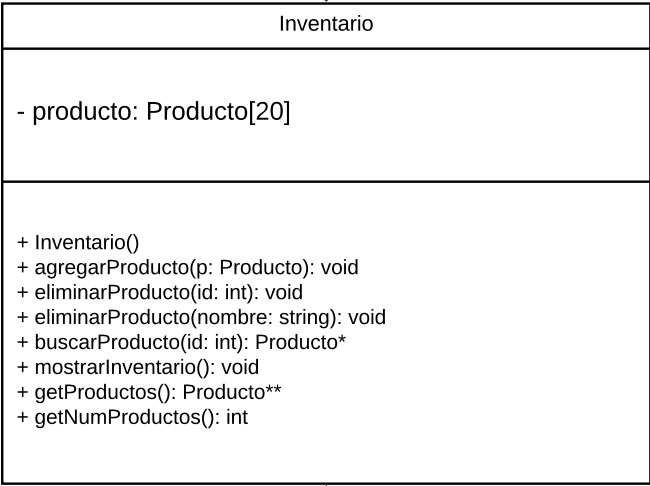 Inventario
- producto: Producto[20]
+ Inventario()
+ agregarProducto(p: Producto): void
+ eliminarProducto(id: int): void
+ eliminarProducto(nombre: string): void
+ buscarProducto(id: int): Producto*
+ mostrarInventario(): void
+ getProductos(): Producto**
+ getNumProductos(): int